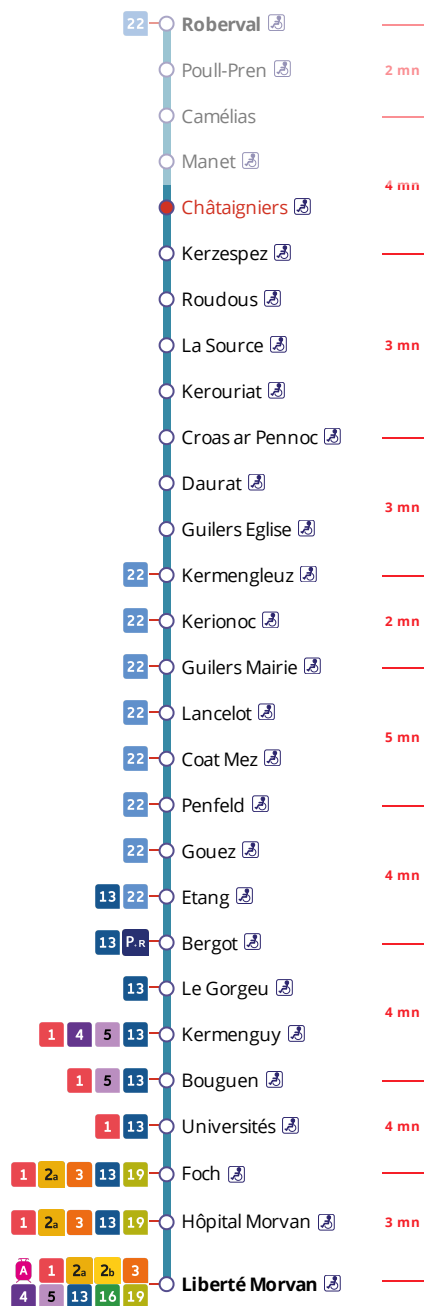 22 Roberval
Poull-Pren 2 mn
Camélias
Manet
4 mn
Châtaigniers
Kerzespez
Roudous
La Source 3 mn
Kerouriat
Croas ar Pennoc
Daurat
3 mn
Guilers Eglise
22 Kermengleuz
22 Kerionoc 2 mn
22 Guilers Mairie
22 Lancelot
5 mn
22 Coat Mez
22 Penfeld
22 Gouez
4 mn
13 22 Etang
13 P+R Bergot
13 Le Gorgeu
4 mn
1 4 5 13 Kermenguy
1 5 13 Bouguen
1 13 Universités 4 mn
1 2a 3 13 19 Foch
1 2a 3 13 19 Hôpital Morvan 3 mn
A 1 2a 2b 3
4 5 13 16 19 Liberté Morvan